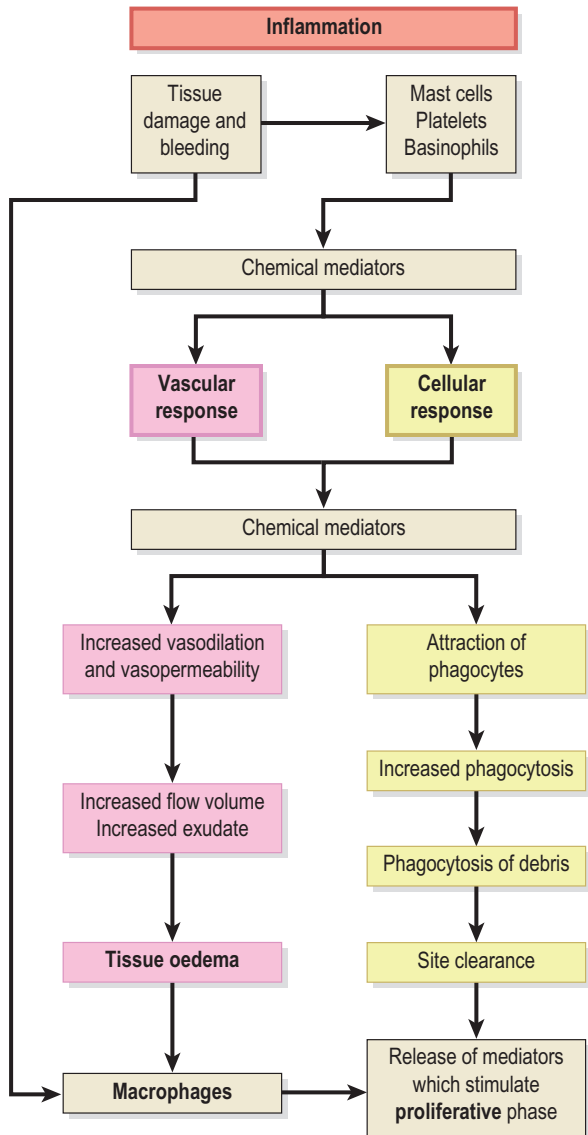 Inflammation
Tissue
damage and
bleeding
Mast cells
Platelets
Basinophils
Chemical mediators
Vascular
response
Cellular
response
Chemical mediators
Increased vasodilation
and vasopermeability
Attraction of
phagocytes
Increased flow volume
Increased exudate
Increased phagocytosis
Phagocytosis of debris
Tissue oedema
Site clearance
Macrophages
Release of mediators
which stimulate
proliferative phase